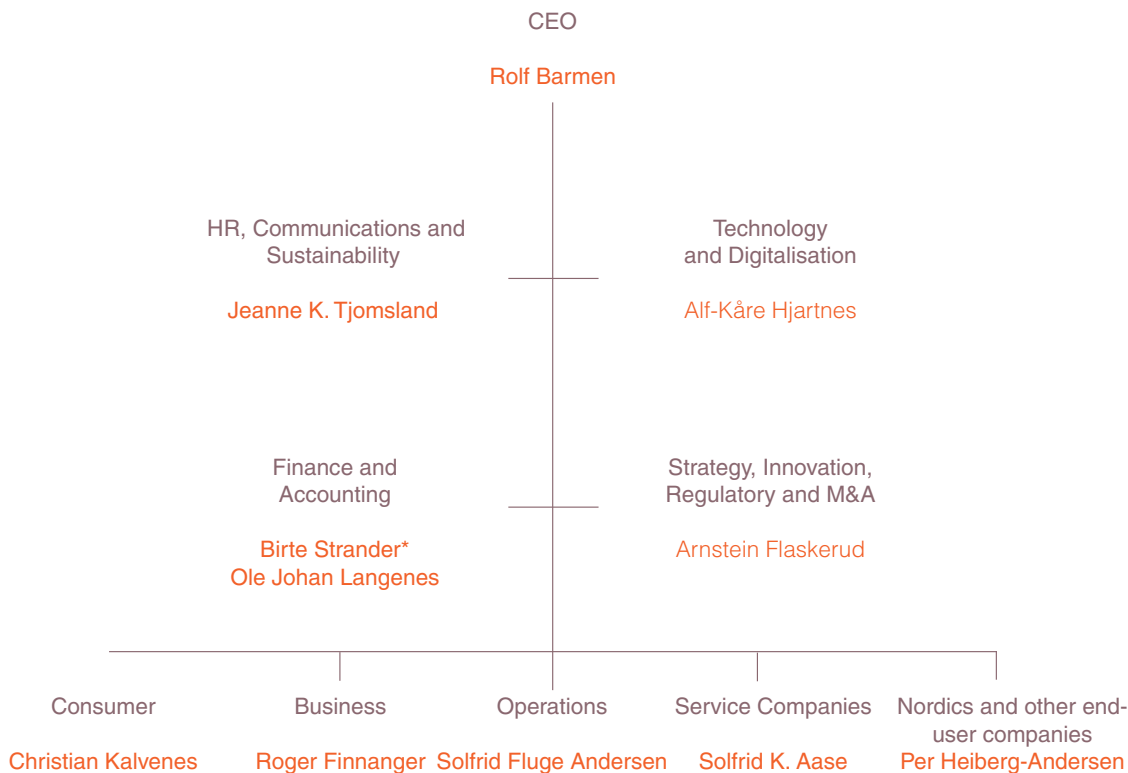 CEO
Rolf Barmen
HR, Communications and
Sustainability
Jeanne K. Tjomsland
Technology
and Digitalisation
Alf-Kåre Hjartnes
Finance and
Accounting
Birte Strander*
Ole Johan Langenes
Strategy, Innovation,
Regulatory and M&A
Arnstein Flaskerud
Consumer
Christian Kalvenes
Business
Roger Finnanger
Operations
Solfrid Fluge Andersen
Service Companies
Solfrid K. Aase
Nordics and other end-
user companies
Per Heiberg-Andersen